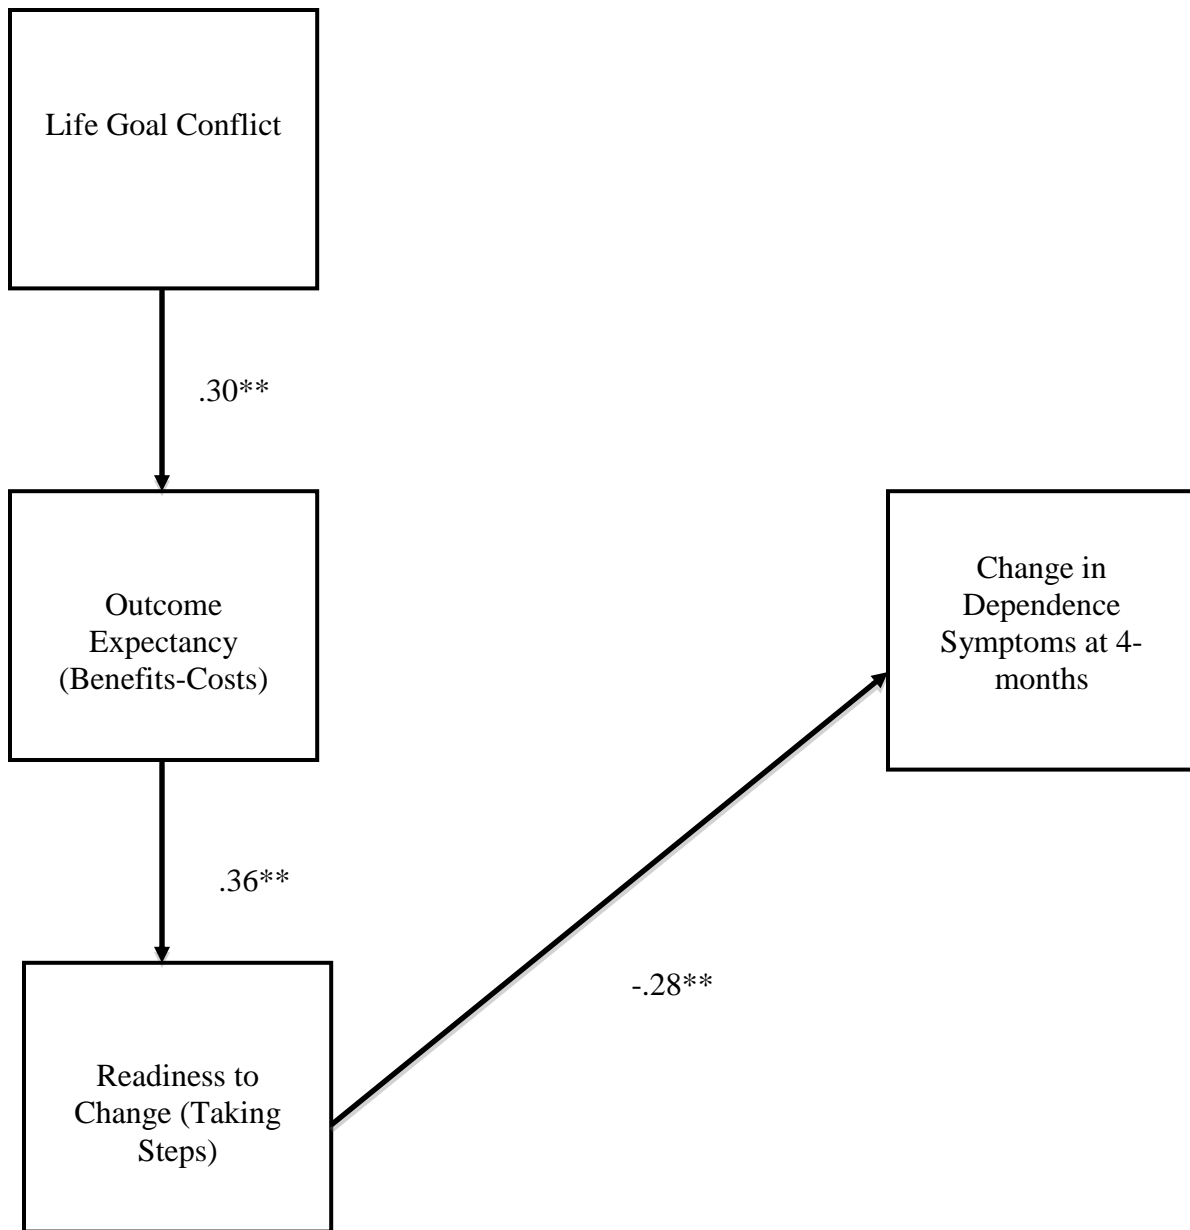 Life Goal Conflict
.30**
Outcome
Expectancy
(Benefits-Costs)
Change in
Dependence
Symptoms at 4-
months
.36**
-.28**
Readiness to
Change (Taking
Steps)